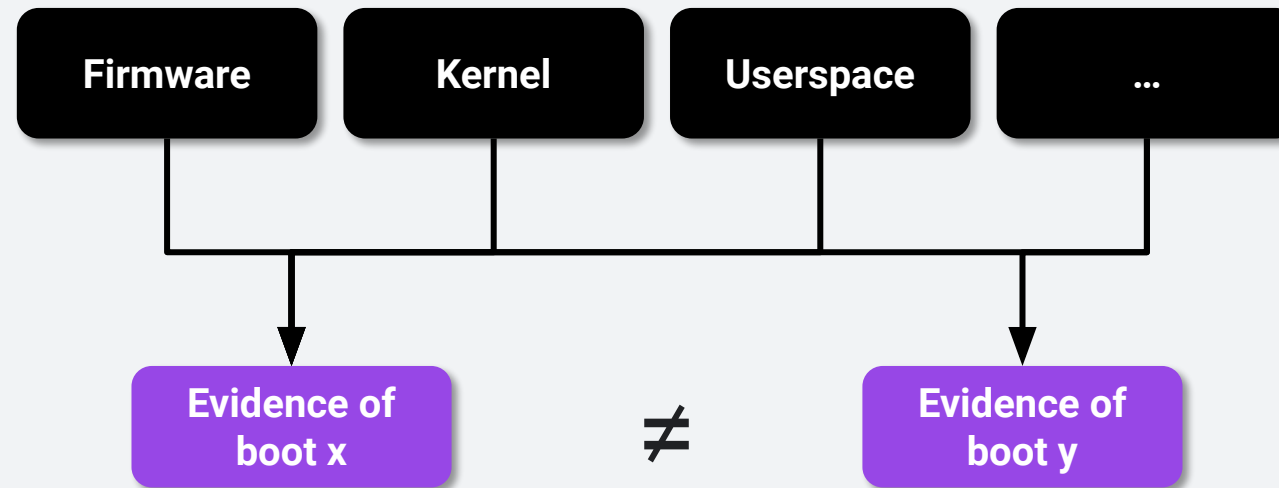 Firmware
Kernel
Userspace
...
Evidence of
boot x
≠
Evidence of
boot y